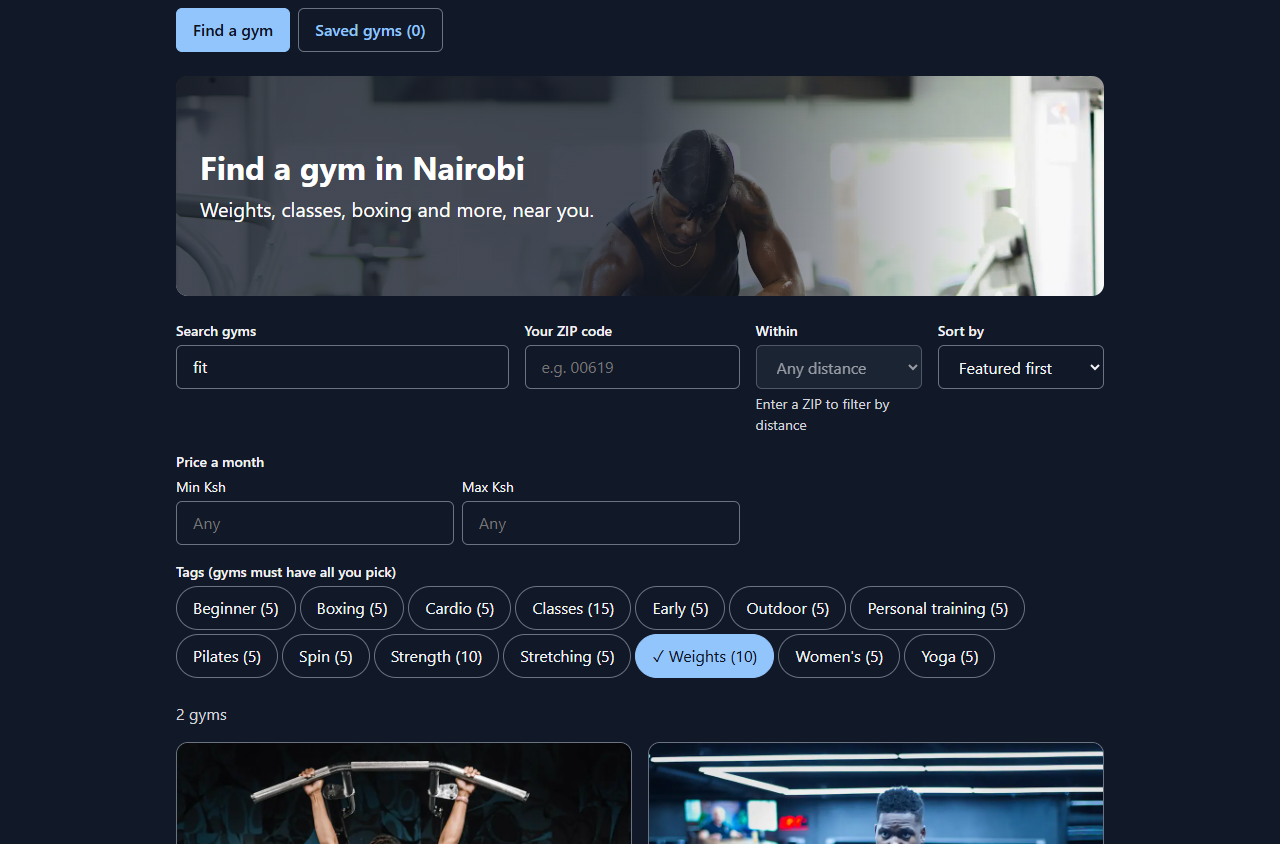 Find a gym
Saved gyms (0)
Find a gym in Nairobi
Weights, classes, boxing and more, near you.
Search gyms
Your ZIP code
Within
Sort by
fit
e.g. 00619
Any distance
Featured first
Enter a ZIP to filter by
distance
Price a month
Min Ksh
Max Ksh
Any
Any
Tags (gyms must have all you pick)
Beginner (5)
Boxing (5)
Cardio (5)
Classes (15)
Early (5)
Outdoor (5)
Personal training (5)
Pilates (5)
Spin (5)
Strength (10)
Stretching (5)
✓ Weights (10)
Women's (5)
Yoga (5)
2 gyms